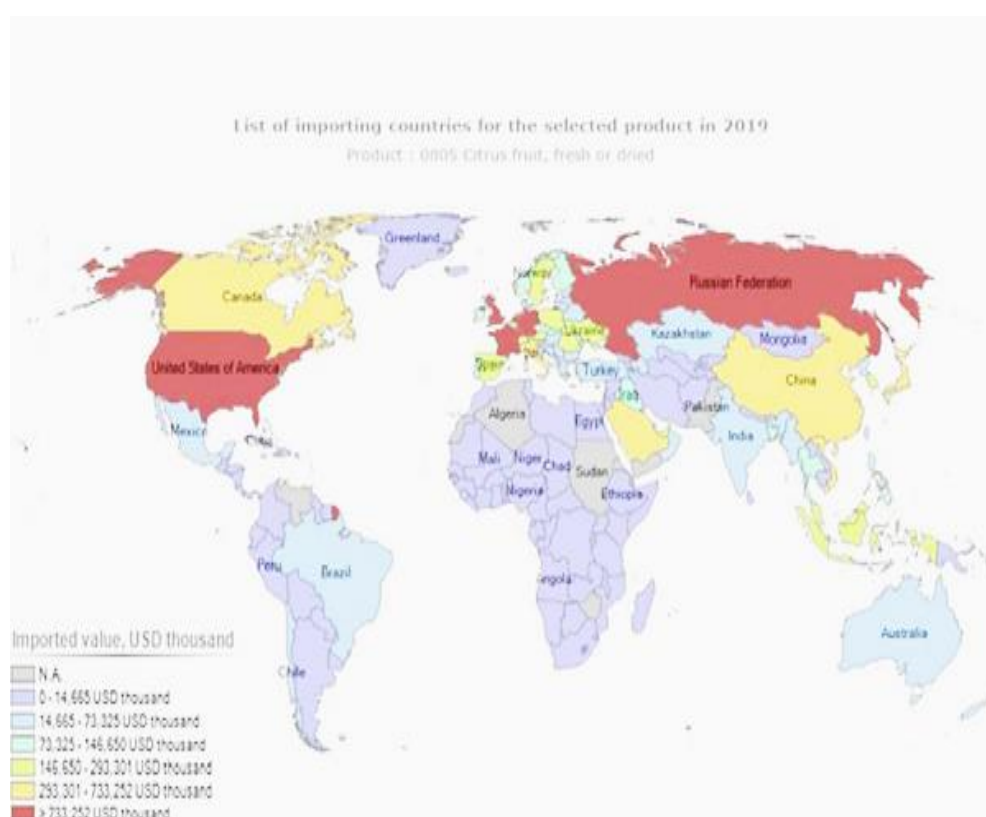 List of importing countries for the selected product in 2019
Product : 0805 Citrus fruit, fresh or dried
Greenland
Norway
Canada
Russian Federation
Ukraine
Kazakhstan
Mongolia
United States of America
Spain
Turkey
China
Iraq
Algeria
Egypt
Pakistan
Mexico
India
Mali
Niger
Chad
Sudan
Nigeria
Ethiopia
Peru
Brazil
Angola
Australia
Chile
Imported value, USD thousand
N.A.
0 - 14,665 USD thousand
14,665 - 73,325 USD thousand
73,325 - 146,650 USD thousand
146,650 - 293,301 USD thousand
293,301 - 733,252 USD thousand
> 733,252 USD thousand